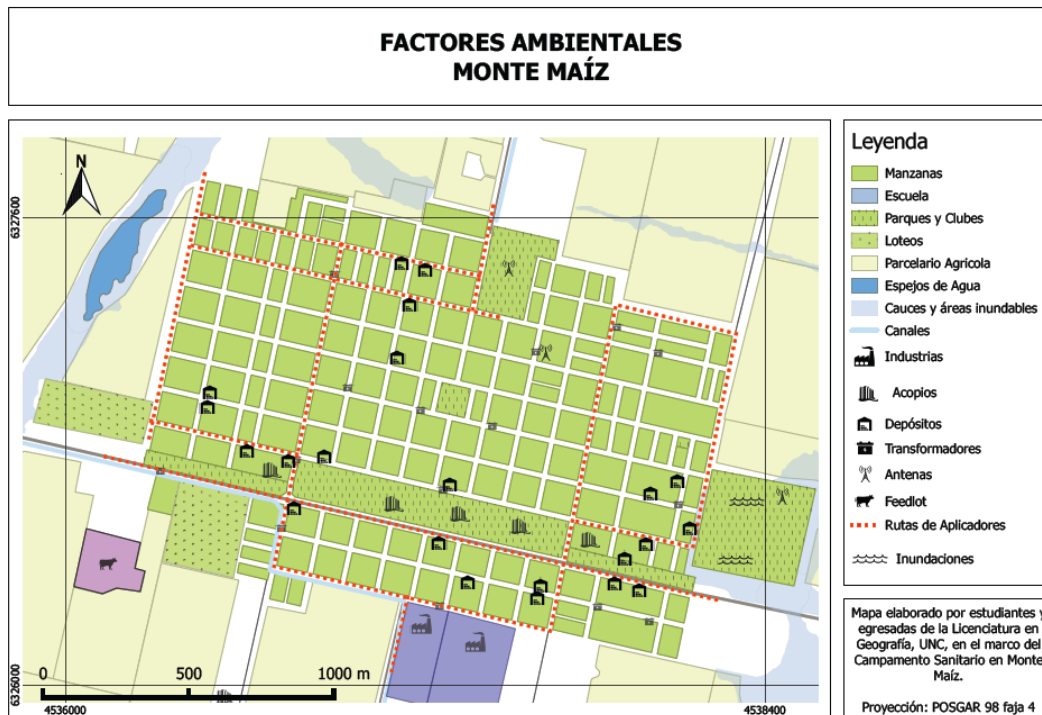 FACTORES AMBIENTALES
MONTE MAÍZ
N
6327600
6326000
0
500
1000 m
4536000
4538400
Leyenda
Manzanas
Escuela
Parques y Clubes
Loteos
Parcelario Agrícola
Espejos de Agua
Cauces y áreas inundables
Canales
Industrias
Acopios
Depósitos
Transformadores
Antenas
Feedlot
Rutas de Aplicadores
Inundaciones
Mapa elaborado por estudiantes y
egresadas de la Licenciatura en
Geografía, UNC, en el marco del
Campamento Sanitario en Monte
Maíz.
Proyección: POSGAR 98 faja 4